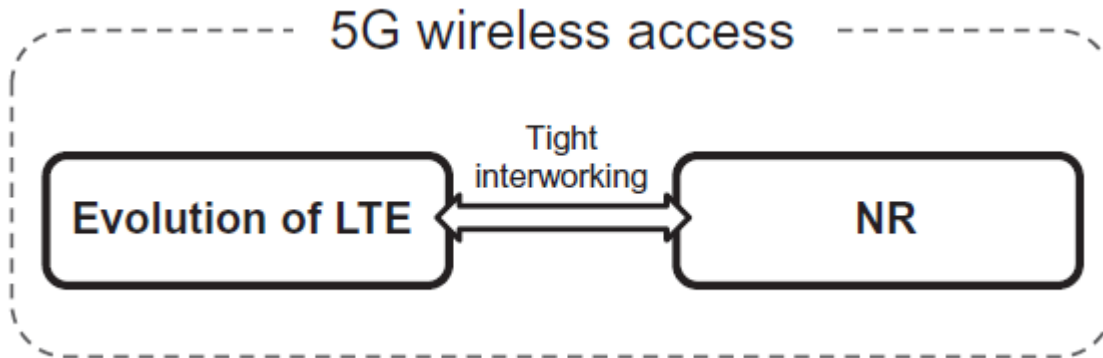 5G wireless access
Tight
interworking
Evolution of LTE
NR